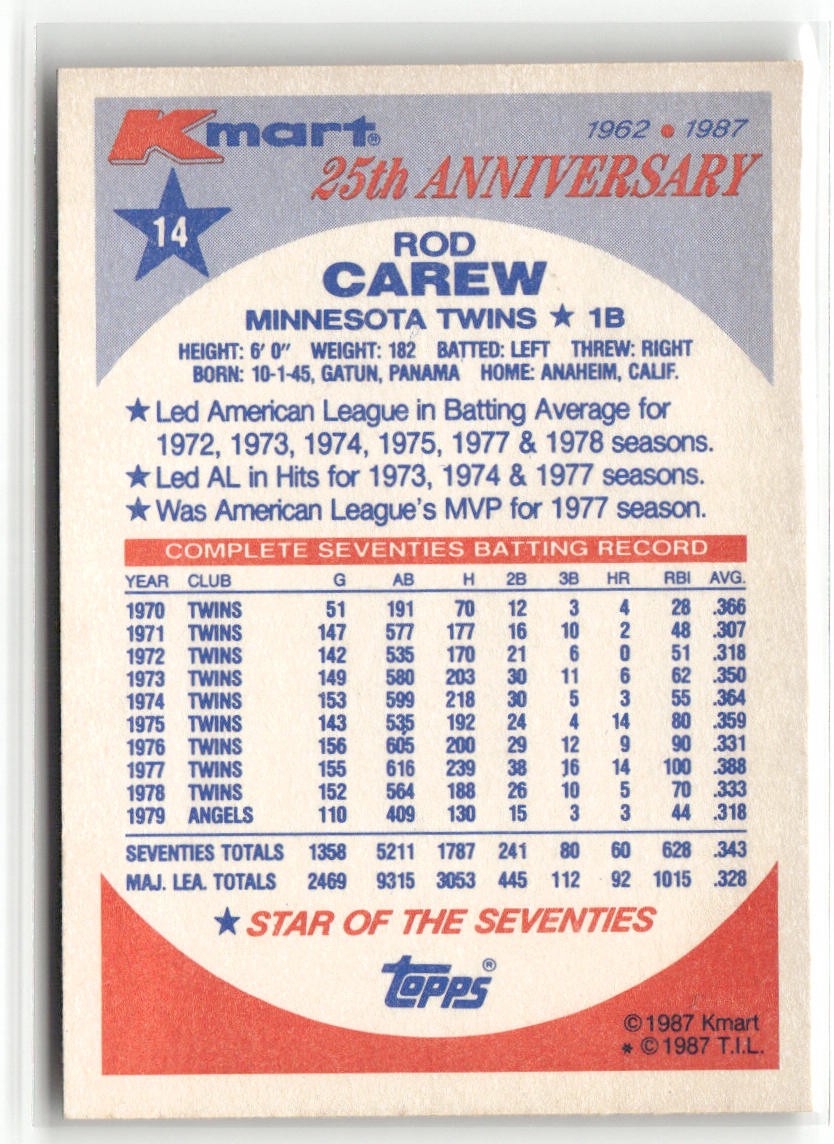 Kmart®
1962 • 1987
25th ANNIVERSARY
14
ROD
CAREW
MINNESOTA TWINS ★ 1B
HEIGHT: 6' 0" WEIGHT: 182 BATTED: LEFT THREW: RIGHT
BORN: 10-1-45, GATUN, PANAMA HOME: ANAHEIM, CALIF.
★ Led American League in Batting Average for
1972, 1973, 1974, 1975, 1977 & 1978 seasons.
★ Led AL in Hits for 1973, 1974 & 1977 seasons.
★ Was American League's MVP for 1977 season.
COMPLETE SEVENTIES BATTING RECORD
YEAR CLUB G AB H 2B 3B HR RBI AVG.
1970 TWINS 51 191 70 12 3 4 28 .366
1971 TWINS 147 577 177 16 10 2 48 .307
1972 TWINS 142 535 170 21 6 0 51 .318
1973 TWINS 149 580 203 30 11 6 62 .350
1974 TWINS 153 599 218 30 5 3 55 .364
1975 TWINS 143 535 192 24 4 14 80 .359
1976 TWINS 156 605 200 29 12 9 90 .331
1977 TWINS 155 616 239 38 16 14 100 .388
1978 TWINS 152 564 188 26 10 5 70 .333
1979 ANGELS 110 409 130 15 3 3 44 .318
SEVENTIES TOTALS 1358 5211 1787 241 80 60 628 .343
MAJ. LEA. TOTALS 2469 9315 3053 445 112 92 1015 .328
★ STAR OF THE SEVENTIES
TOPPS®
© 1987 Kmart
* © 1987 T.I.L.